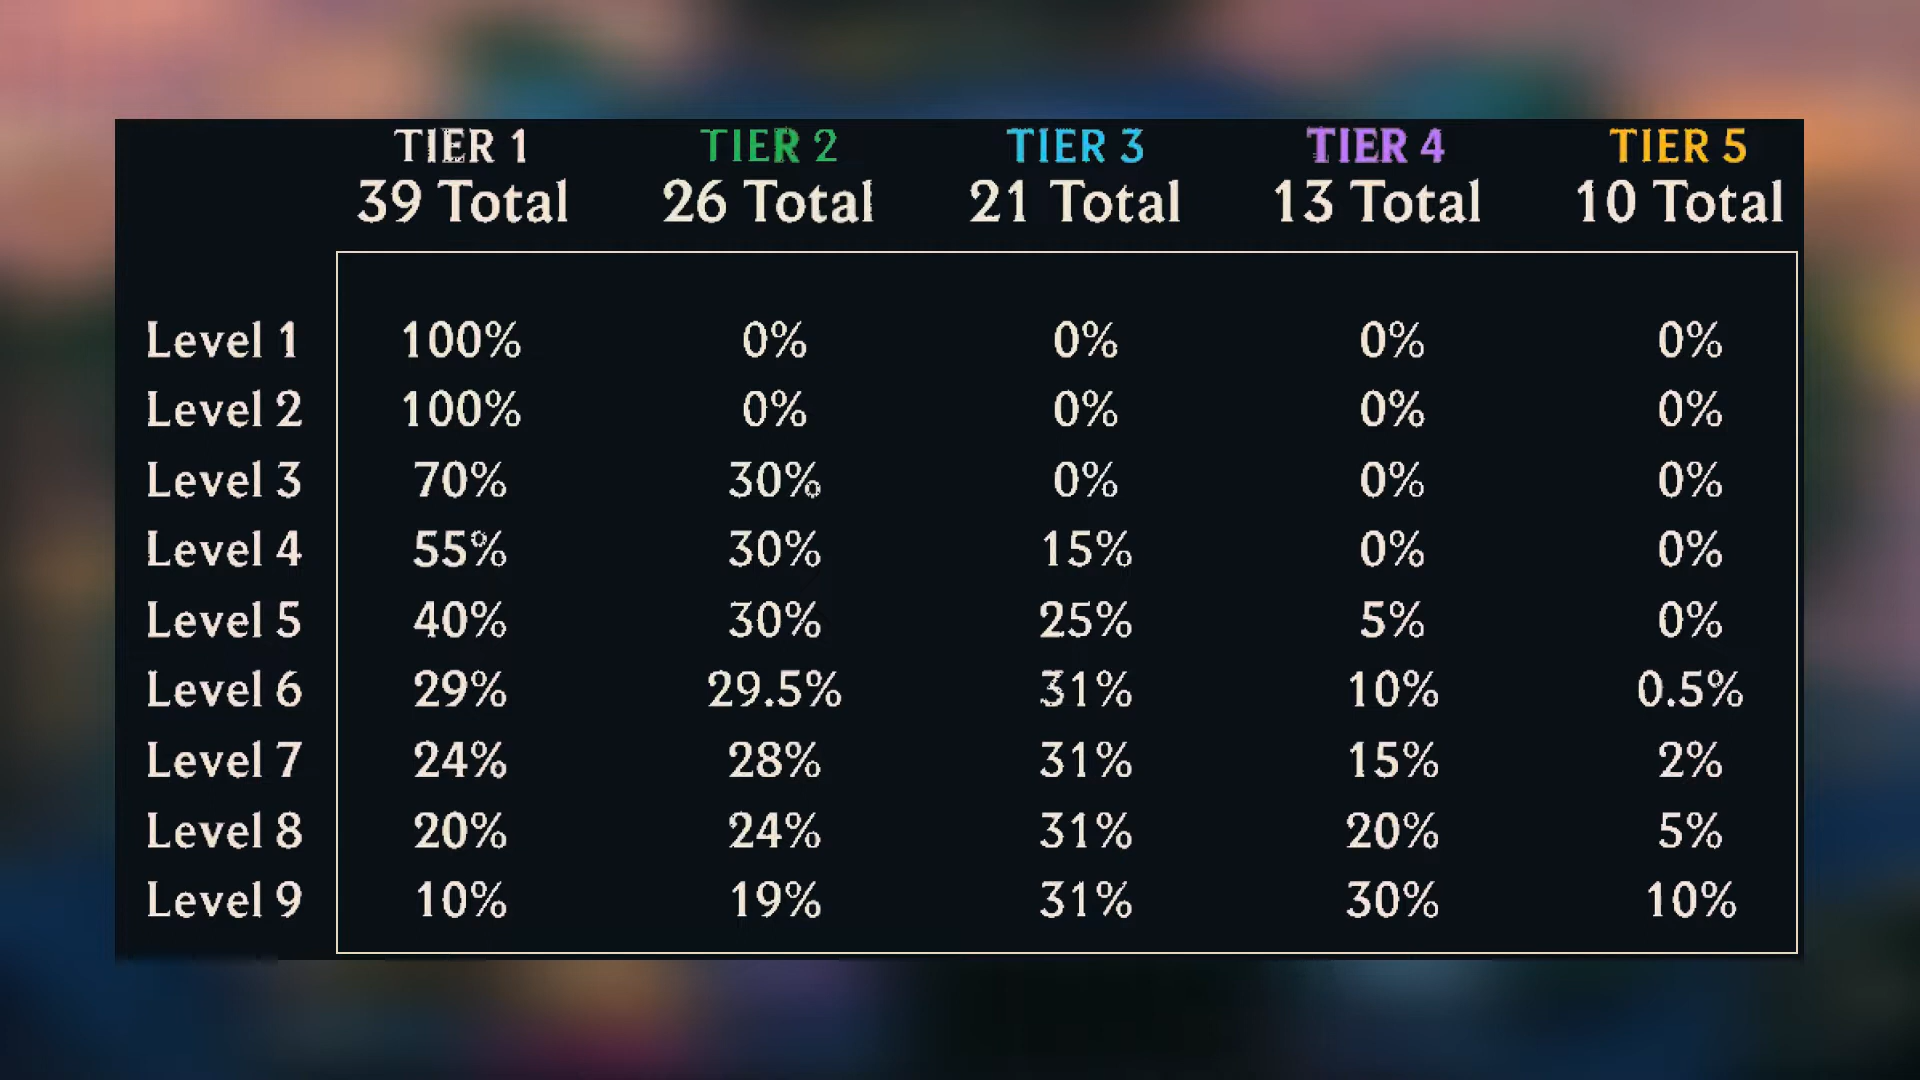 TIER 1 TIER 2 TIER 3 TIER 4 TIER 5
39 Total 26 Total 21 Total 13 Total 10 Total
Level 1 100% 0% 0% 0% 0%
Level 2 100% 0% 0% 0% 0%
Level 3 70% 30% 0% 0% 0%
Level 4 55% 30% 15% 0% 0%
Level 5 40% 30% 25% 5% 0%
Level 6 29% 29.5% 31% 10% 0.5%
Level 7 24% 28% 31% 15% 2%
Level 8 20% 24% 31% 20% 5%
Level 9 10% 19% 31% 30% 10%